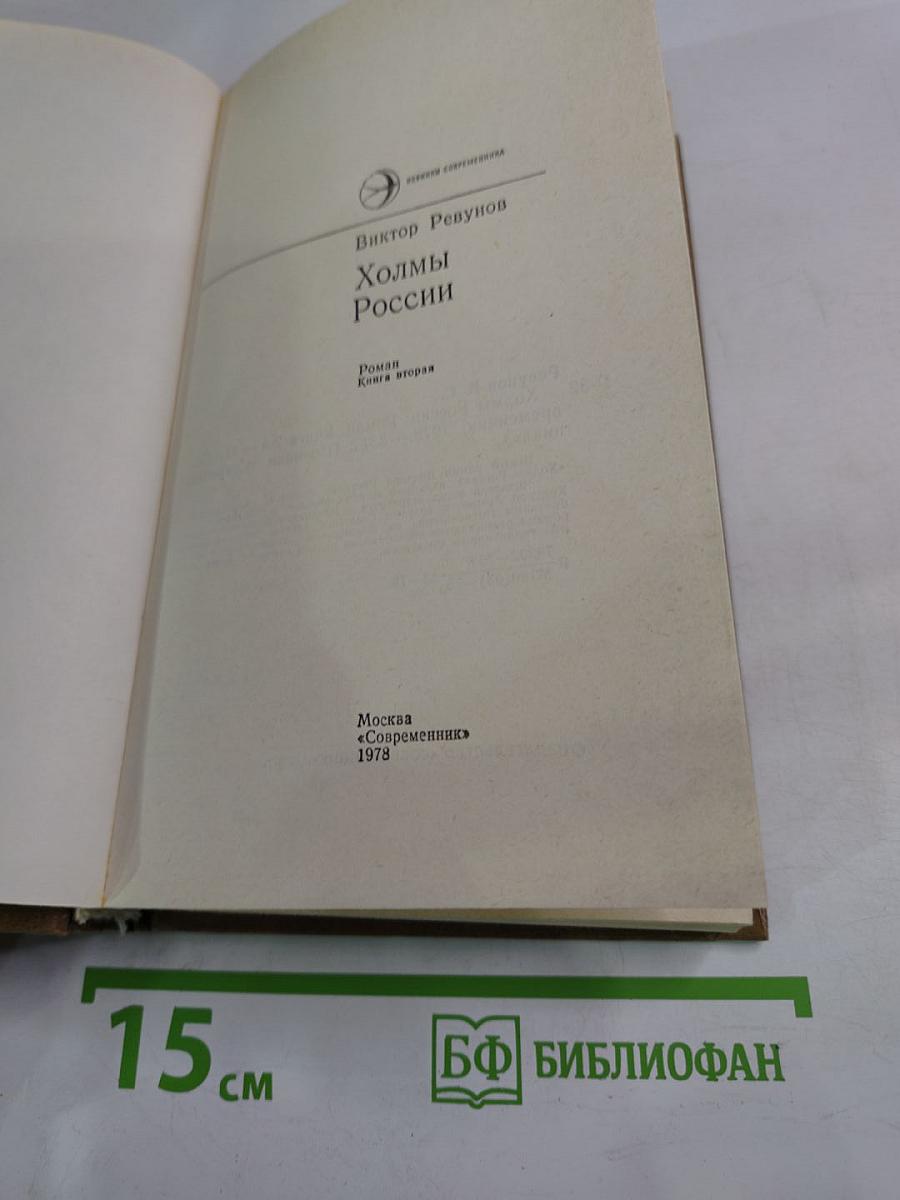 НОВИНКИ СОВРЕМЕННИКА
Виктор Ревунов
Холмы
России
Роман
Книга вторая
Москва
«Современник»
1978
15 см
БФ БИБЛИОФАН